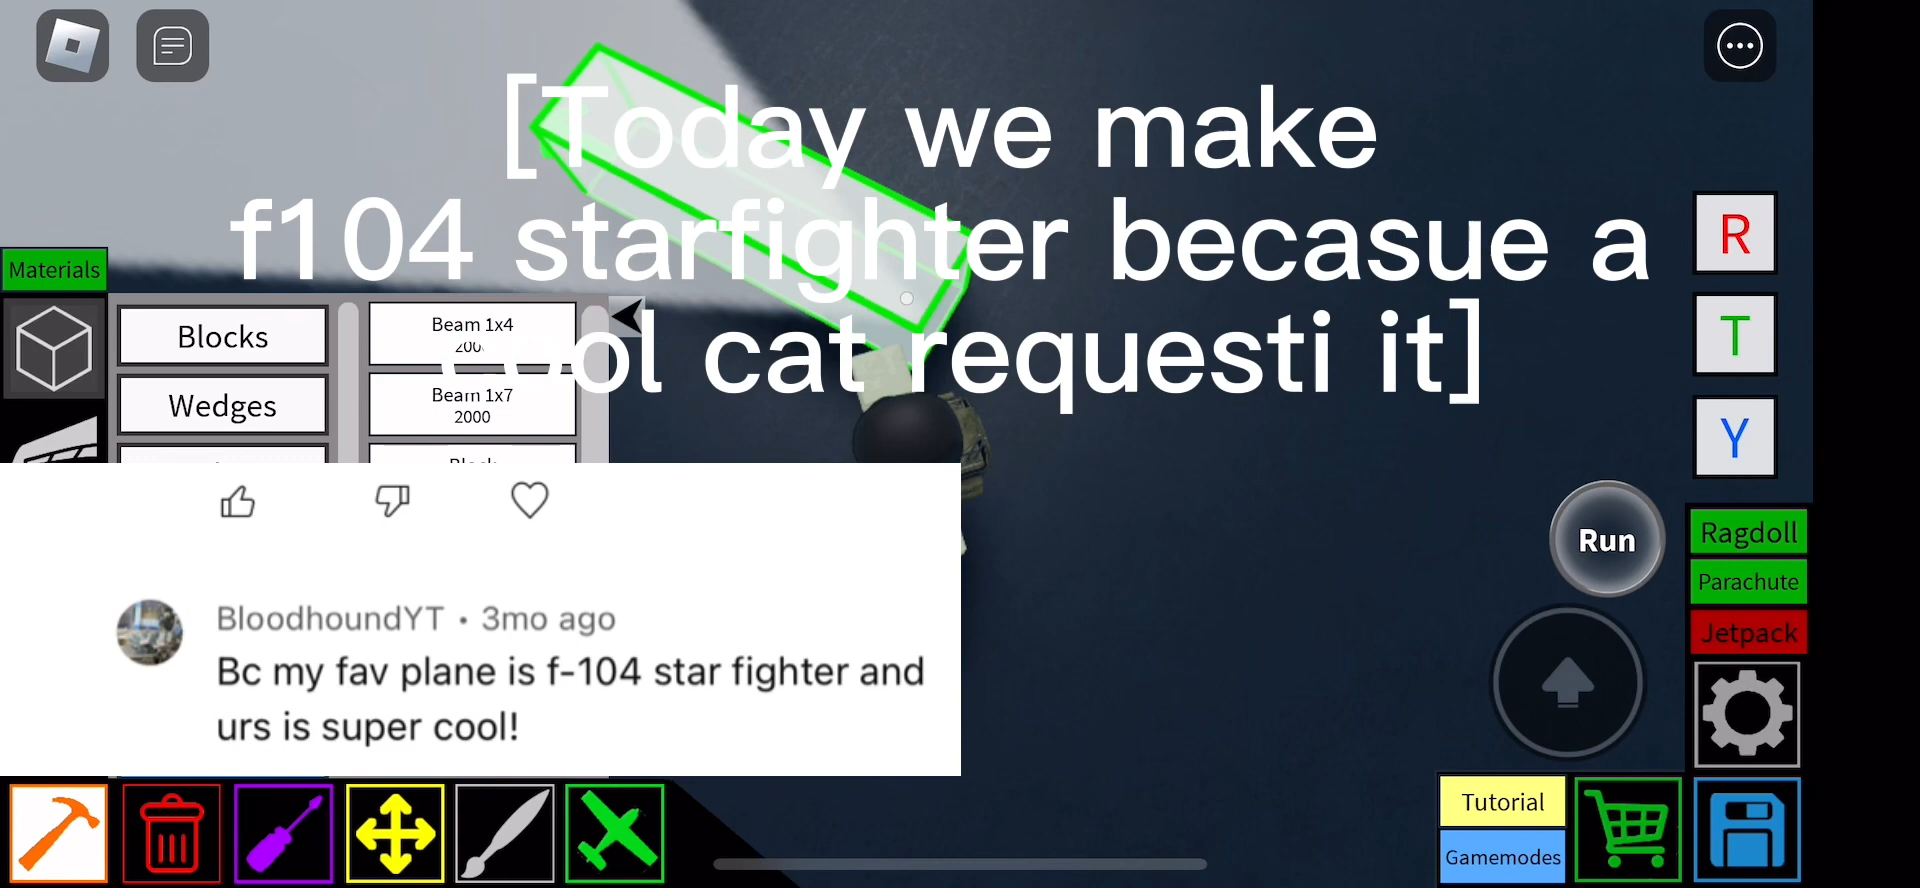 [Today we make
f104 starfighter becasue a
cool cat requesti it]
R
T
Y
Materials
Blocks
Wedges
Beam 1x4
Beam 1x7
2000
Run
Ragdoll
Parachute
Jetpack
BloodhoundYT • 3mo ago
Bc my fav plane is f-104 star fighter and
urs is super cool!
Tutorial
Gamemodes